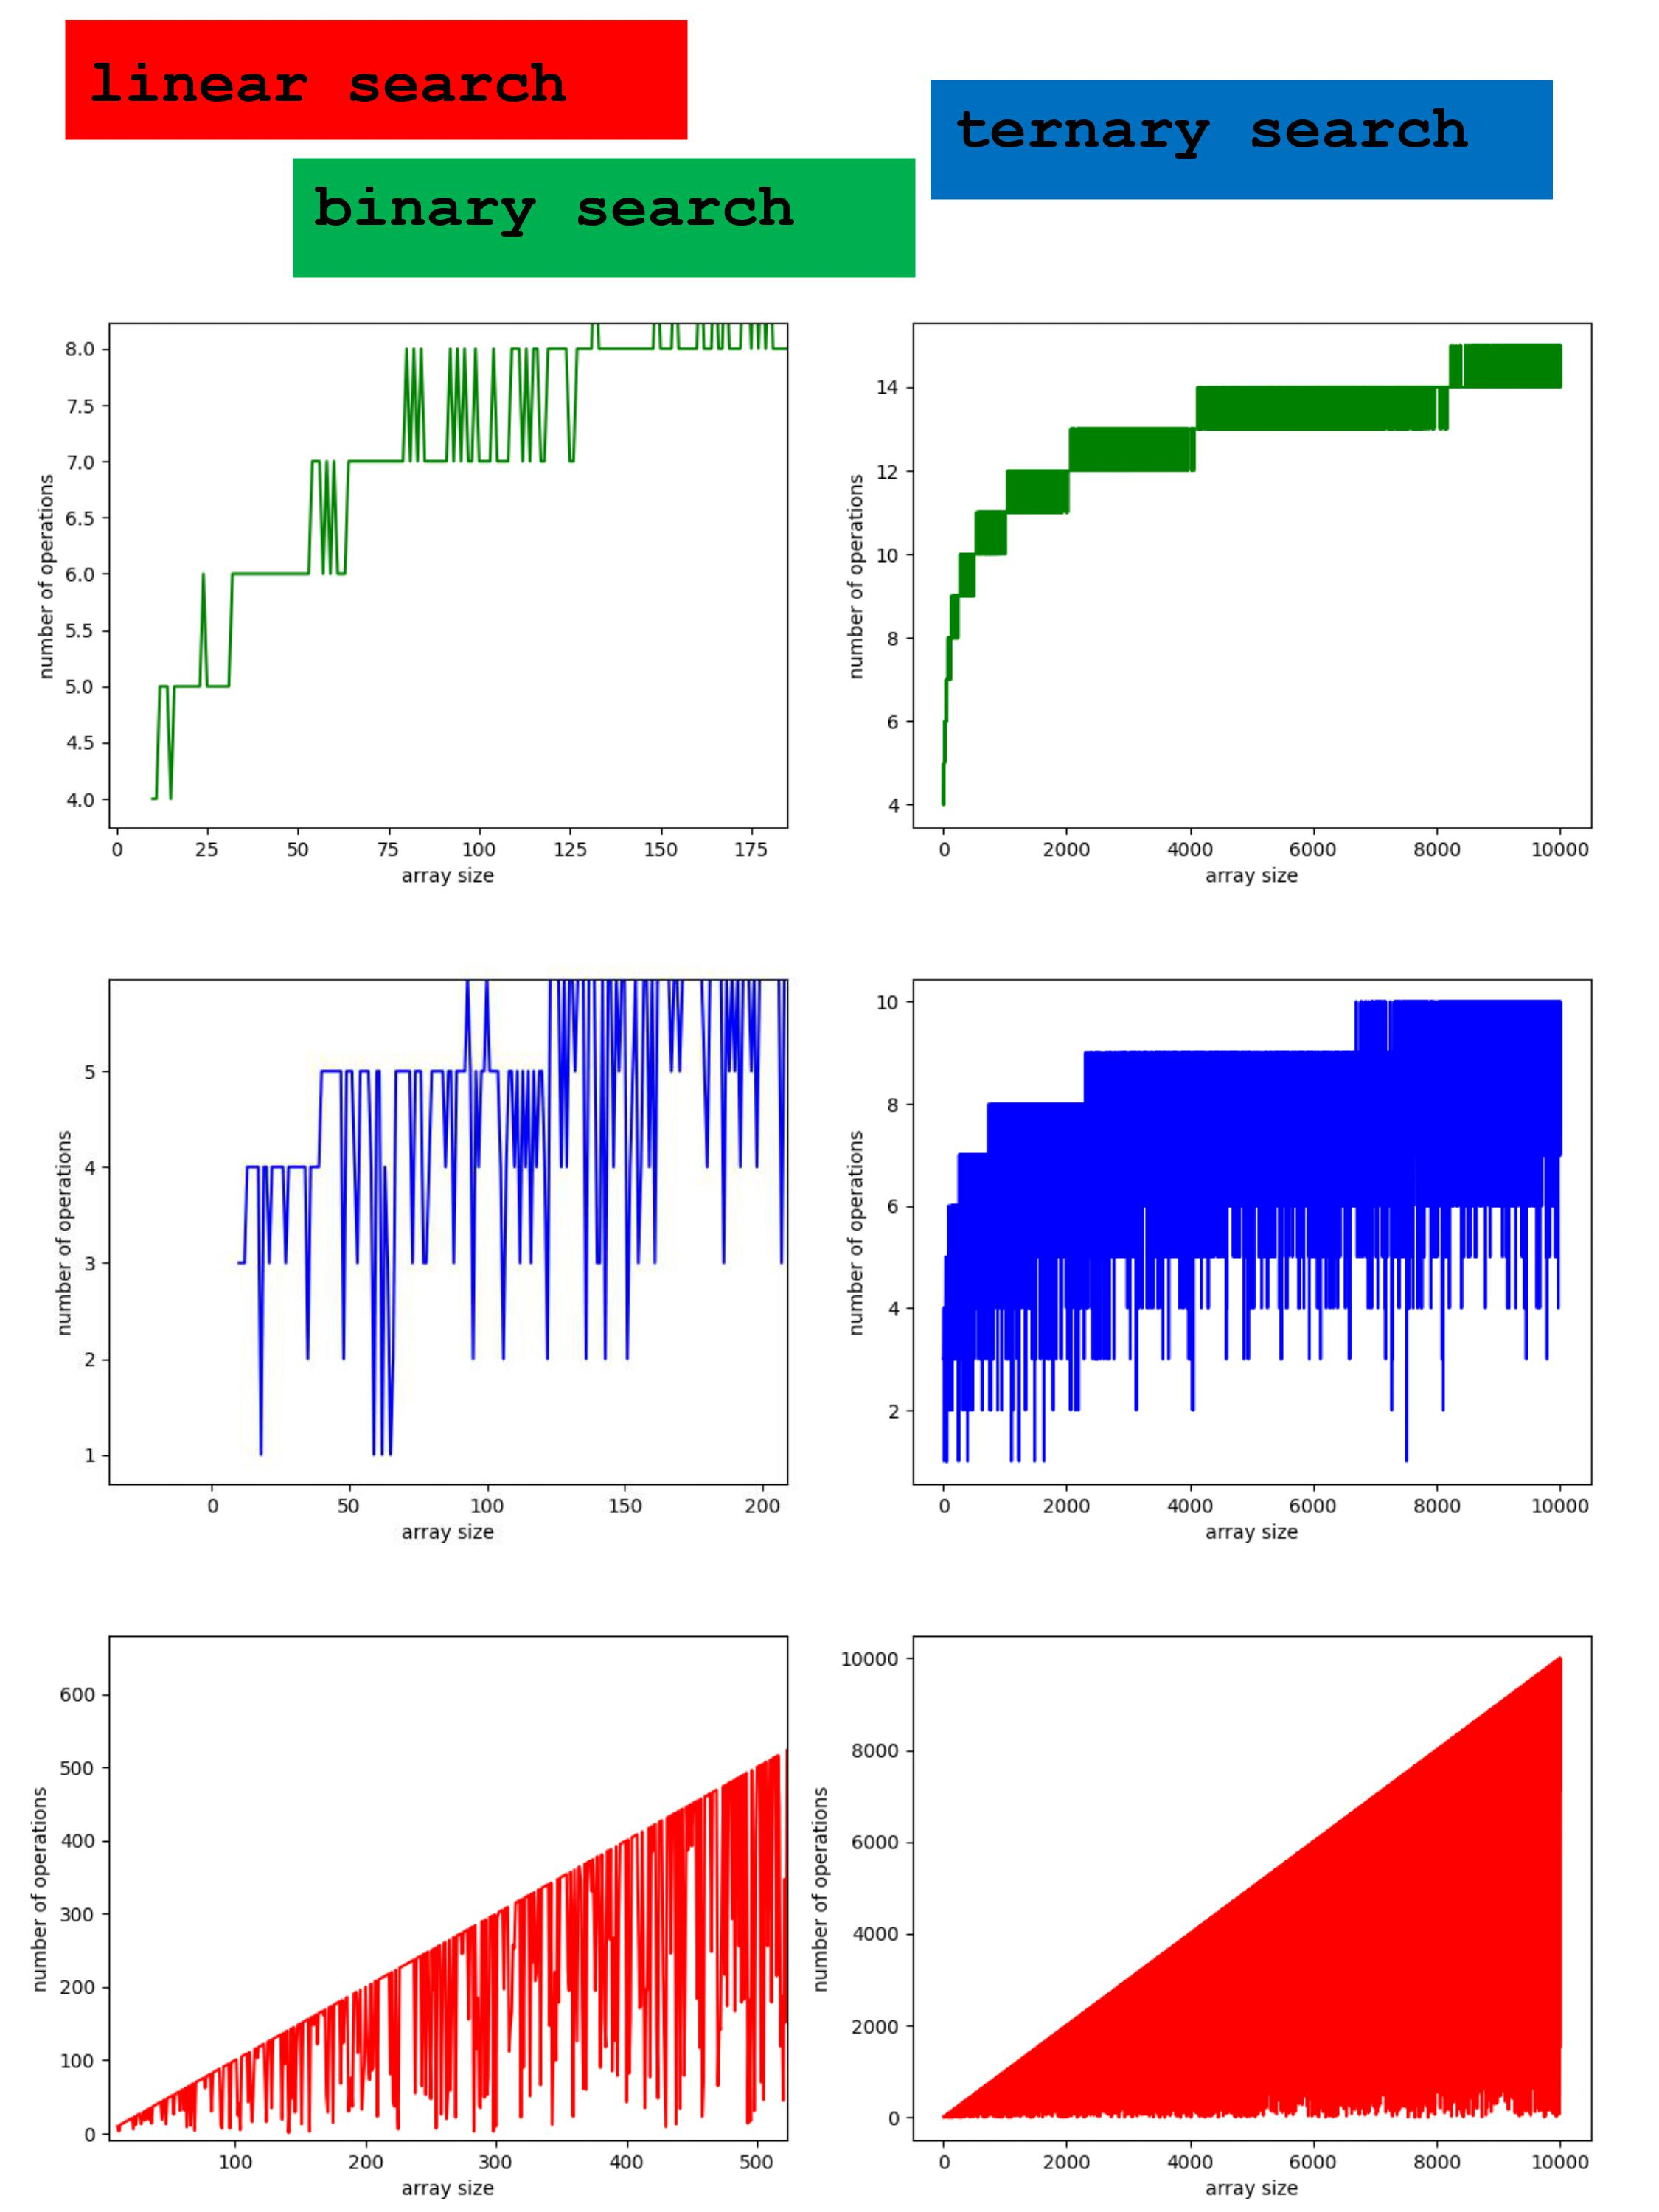 linear search
ternary search
binary search
number of operations
8.0
7.5
7.0
6.5
6.0
5.5
5.0
4.5
4.0
0 25 50 75 100 125 150 175
array size
number of operations
14
12
10
8
6
4
0 2000 4000 6000 8000 10000
array size
number of operations
5
4
3
2
1
0 50 100 150 200
array size
number of operations
10
8
6
4
2
0 2000 4000 6000 8000 10000
array size
number of operations
600
500
400
300
200
100
0
100 200 300 400 500
array size
number of operations
10000
8000
6000
4000
2000
0
0 2000 4000 6000 8000 10000
array size